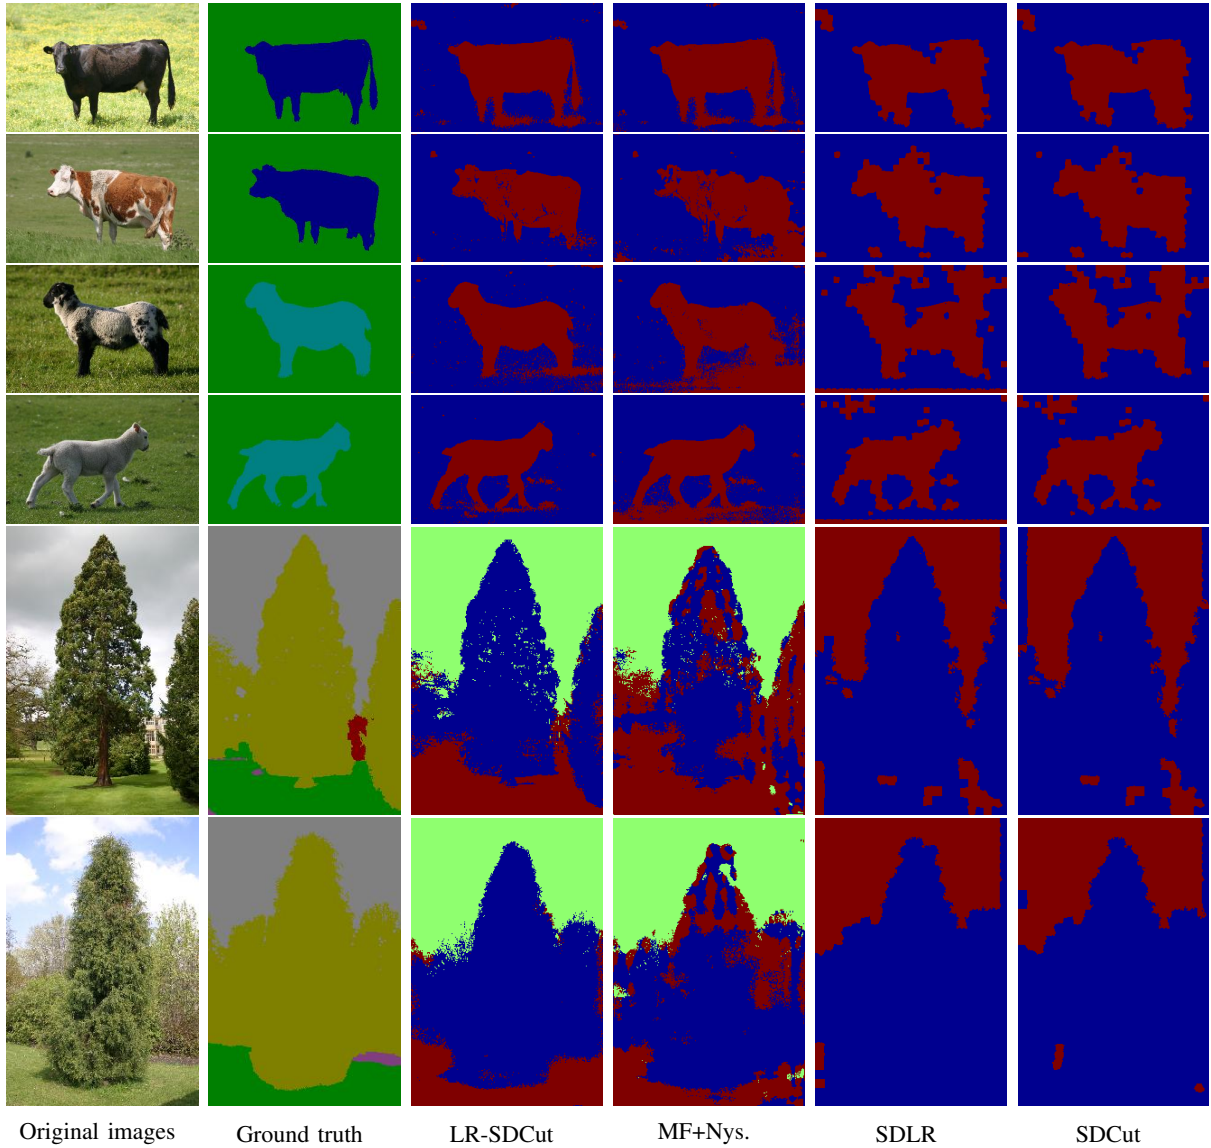 Original images
Ground truth
LR-SDCut
MF+Nys.
SDLR
SDCut